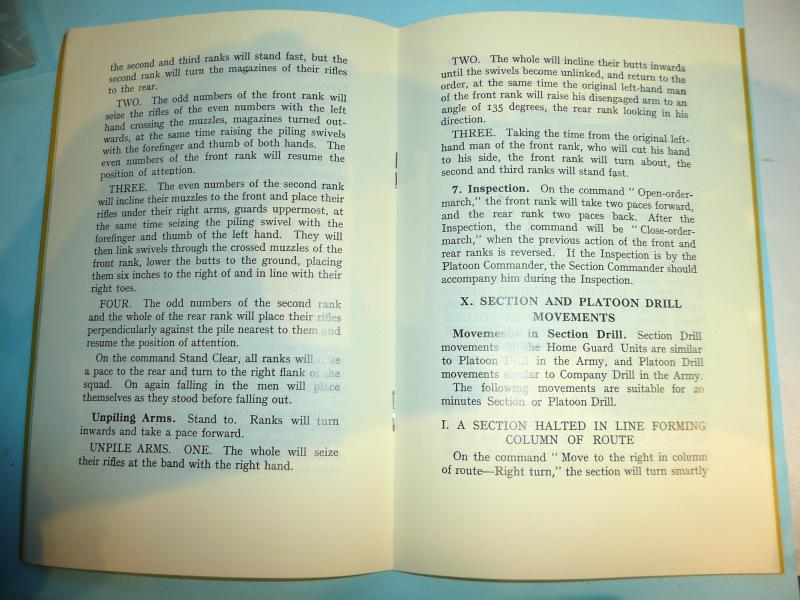 the second and third ranks will stand fast, but the
second rank will turn the magazines of their rifles
to the rear.
TWO. The odd numbers of the front rank will
seize the rifles of the even numbers with the left
hand crossing the muzzles, magazines turned out-
wards, at the same time raising the piling swivels
with the forefinger and thumb of both hands. The
even numbers of the front rank will resume the
position of attention.
THREE. The even numbers of the second rank
will incline their muzzles to the front and place their
rifles under their right arms, guards uppermost, at
the same time seizing the piling swivel with the
forefinger and thumb of the left hand. They will
then link swivels through the crossed muzzles of the
front rank, lower the butts to the ground, placing
them six inches to the right of and in line with their
right toes.
FOUR. The odd numbers of the second rank
and the whole of the rear rank will place their rifles
perpendicularly against the pile nearest to them and
resume the position of attention.
On the command Stand Clear, all ranks will take
a pace to the rear and turn to the right flank of the
squad. On again falling in the men will place
themselves as they stood before falling out.
Unpiling Arms. Stand to. Ranks will turn
inwards and take a pace forward.
UNPILE ARMS. ONE. The whole will seize
their rifles at the band with the right hand.
TWO. The whole will incline their butts inwards
until the swivels become unlinked, and return to the
order, at the same time the original left-hand man
of the front rank will raise his disengaged arm to an
angle of 135 degrees, the rear rank looking in his
direction.
THREE. Taking the time from the original left-
hand man of the front rank, who will cut his hand
to his side, the front rank will turn about, the
second and third ranks will stand fast.
7. Inspection. On the command "Open-order-
march," the front rank will take two paces forward,
and the rear rank two paces back. After the
Inspection, the command will be "Close-order-
march," when the previous action of the front and
rear ranks is reversed. If the Inspection is by the
Platoon Commander, the Section Commander should
accompany him during the Inspection.
X. SECTION AND PLATOON DRILL
MOVEMENTS
Movements in Section Drill. Section Drill
movements the Home Guard Units are similar
to Platoon Drill in the Army, and Platoon Drill
movements similar to Company Drill in the Army.
The following movements are suitable for 20
minutes Section or Platoon Drill.
I. A SECTION HALTED IN LINE FORMING
COLUMN OF ROUTE
On the command "Move to the right in column
of route—Right turn," the section will turn smartly